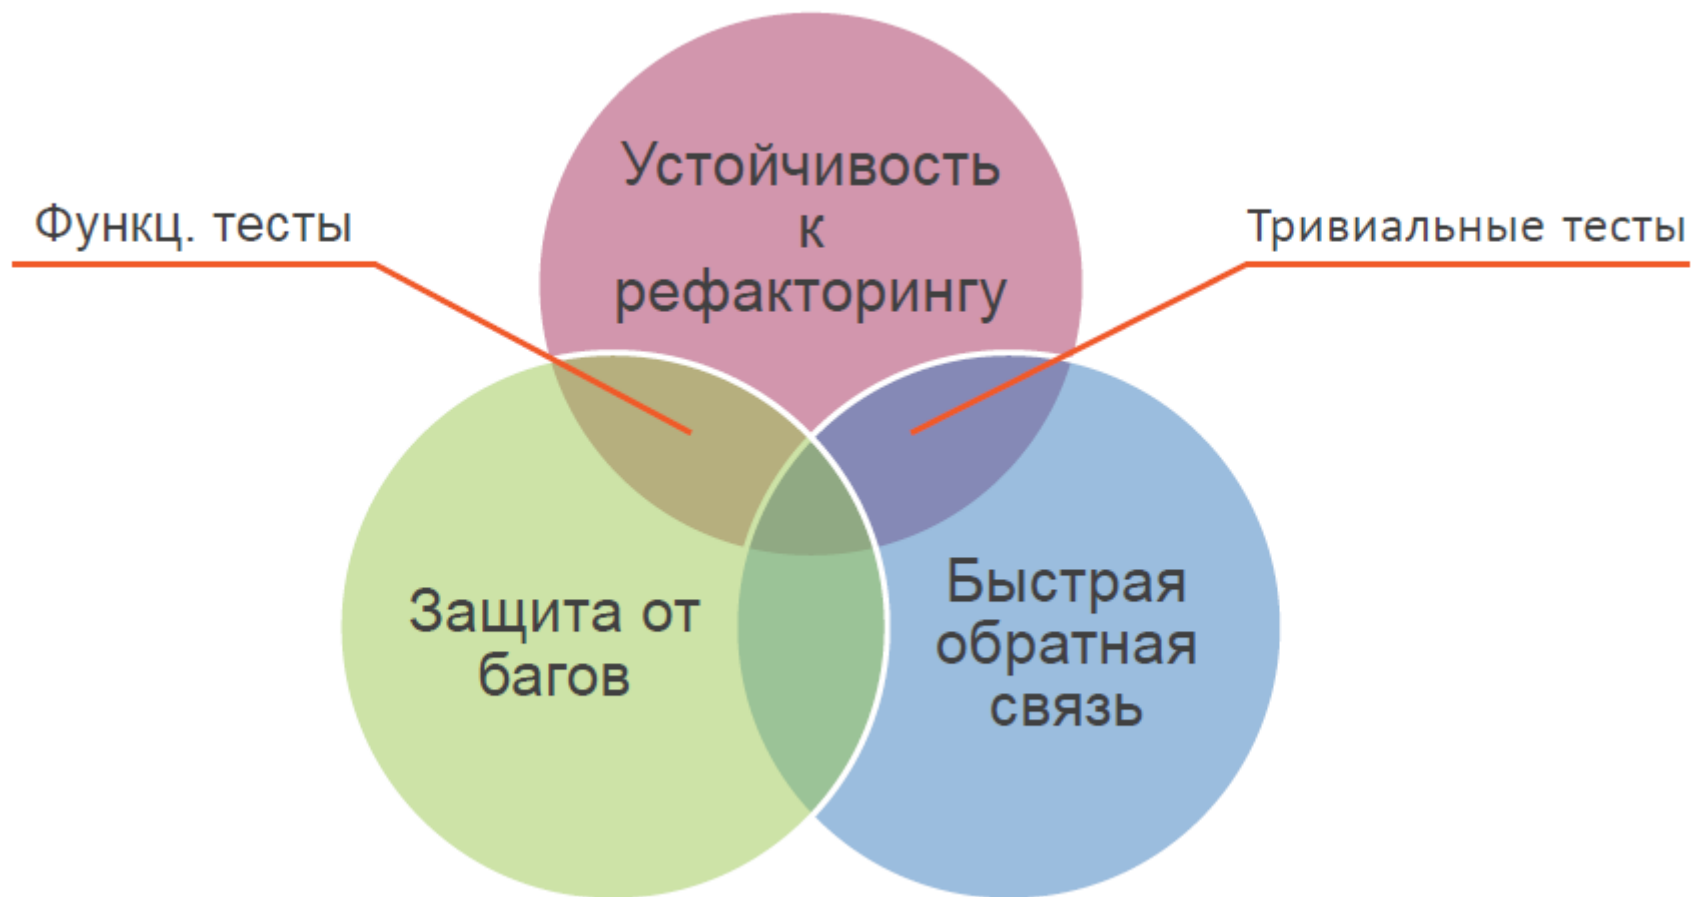 Устойчивость
к
рефакторингу
Функц. тесты
Тривиальные тесты
Защита от
багов
Быстрая
обратная
связь